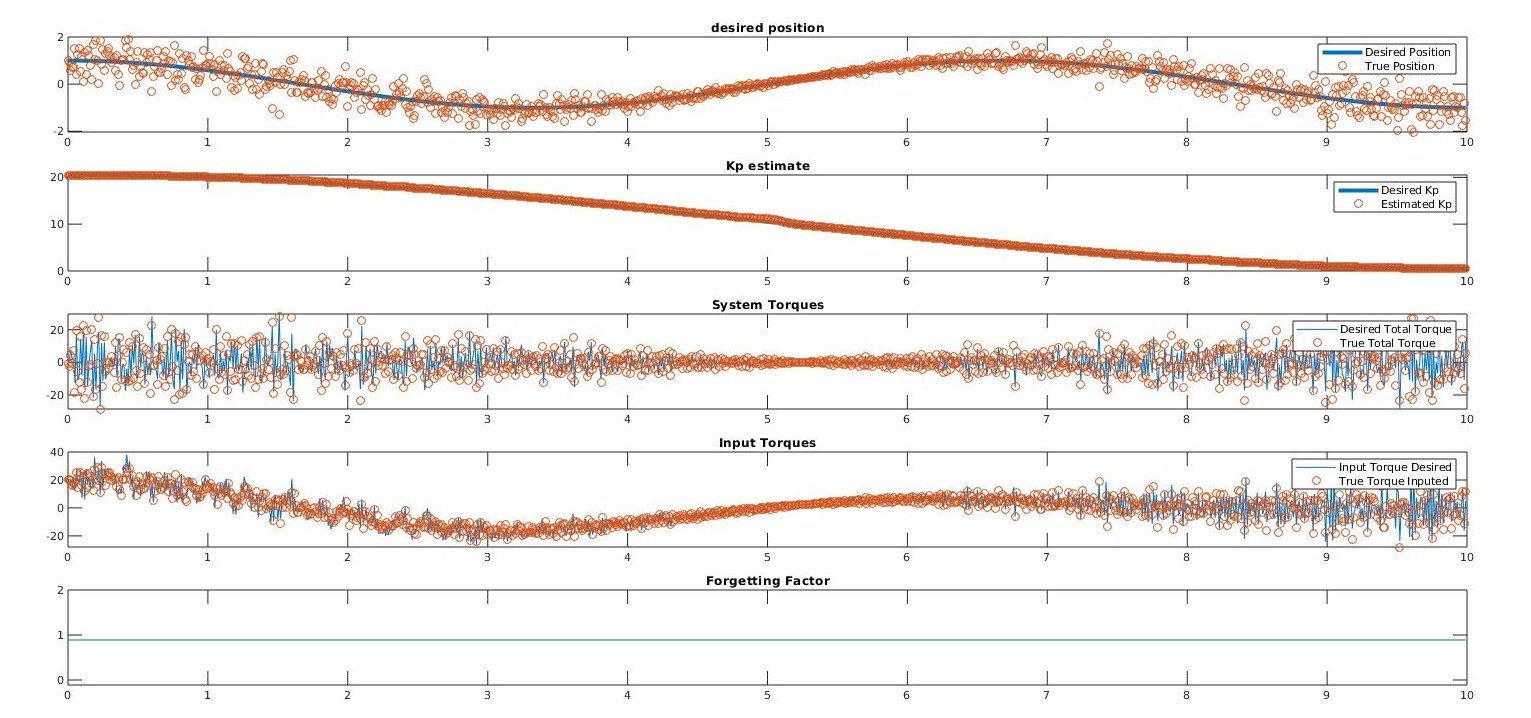 desired position
2
0
-2
Desired Position
True Position
0 1 2 3 4 5 6 7 8 9 10
Kp estimate
20
10
0
Desired Kp
Estimated Kp
0 1 2 3 4 5 6 7 8 9 10
System Torques
20
0
-20
Desired Total Torque
True Total Torque
0 1 2 3 4 5 6 7 8 9 10
Input Torques
40
20
0
-20
Input Torque Desired
True Torque Inputed
0 1 2 3 4 5 6 7 8 9 10
Forgetting Factor
2
1
0
0 1 2 3 4 5 6 7 8 9 10